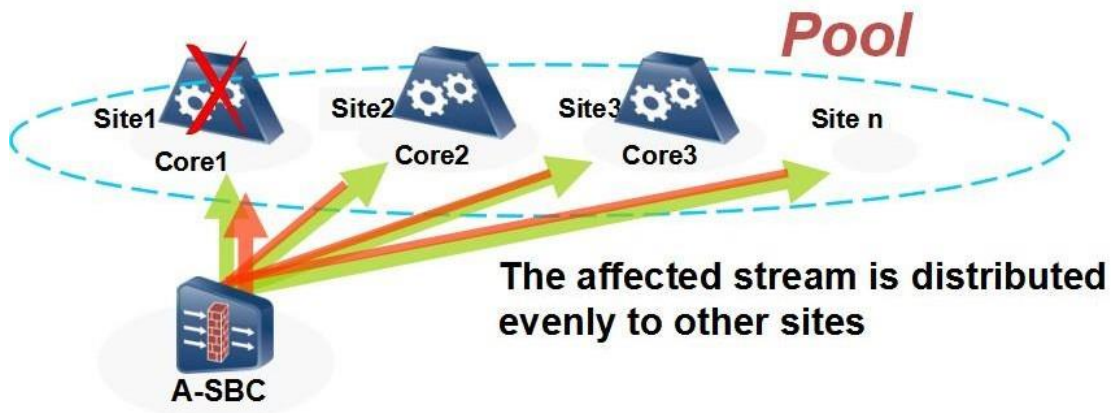 Pool
Site1
Site2
Site3
Site n
Core1
Core2
Core3
The affected stream is distributed
evenly to other sites
A-SBC